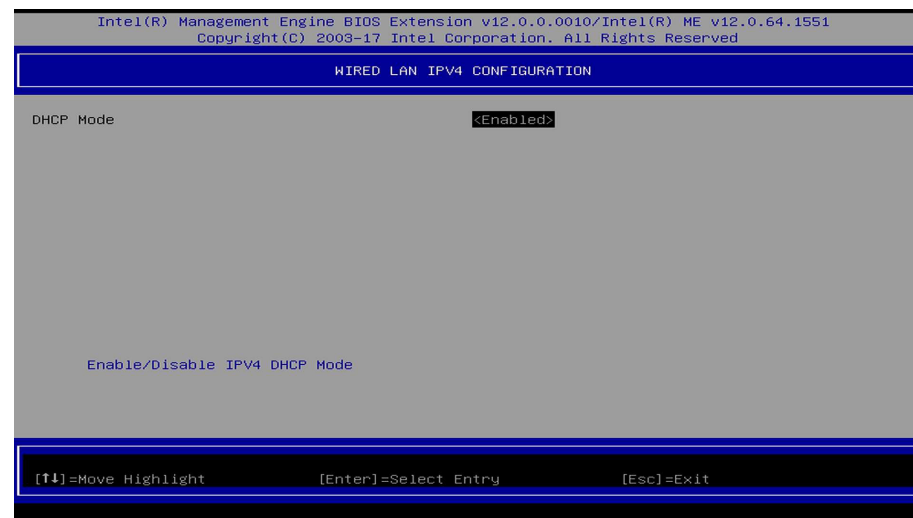 Intel(R) Management Engine BIOS Extension v12.0.0.0010/Intel(R) ME v12.0.64.1551
Copyright(C) 2003-17 Intel Corporation. All Rights Reserved
WIRED LAN IPV4 CONFIGURATION
DHCP Mode <Enabled>
Enable/Disable IPV4 DHCP Mode
[↑↓]=Move Highlight [Enter]=Select Entry [Esc]=Exit